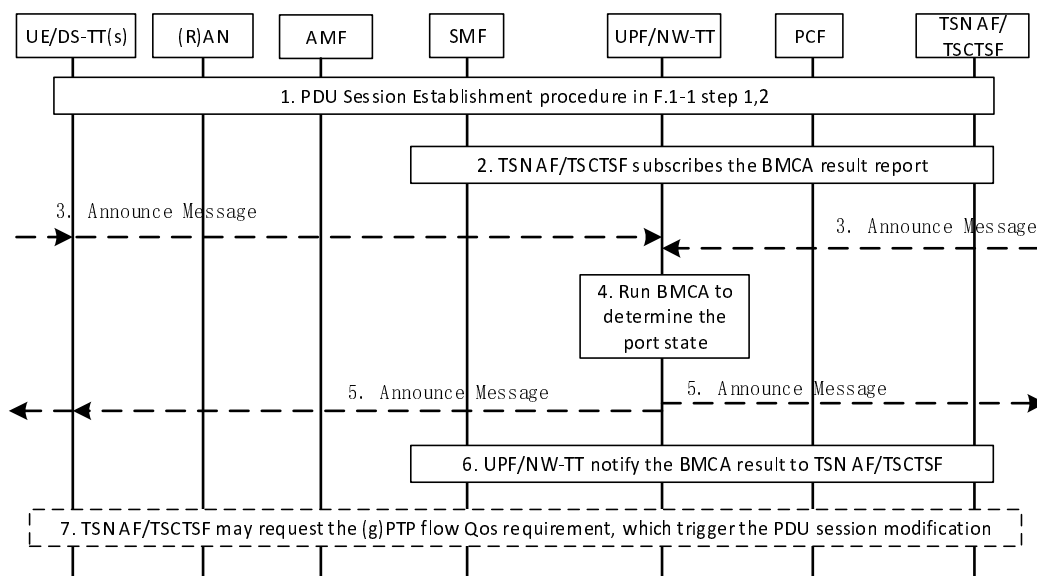 UE/DS-TT(s)
(R)AN
AMF
SMF
UPF/NW-TT
PCF
TSN AF/
TSCTSF
1. PDU Session Establishment procedure in F.1-1 step 1,2
2. TSN AF/TSCTSF subscribes the BMCA result report
3. Announce Message
3. Announce Message
4. Run BMCA to
determine the
port state
5. Announce Message
5. Announce Message
6. UPF/NW-TT notify the BMCA result to TSN AF/TSCTSF
7. TSN AF/TSCTSF may request the (g)PTP flow Qos requirement, which trigger the PDU session modification